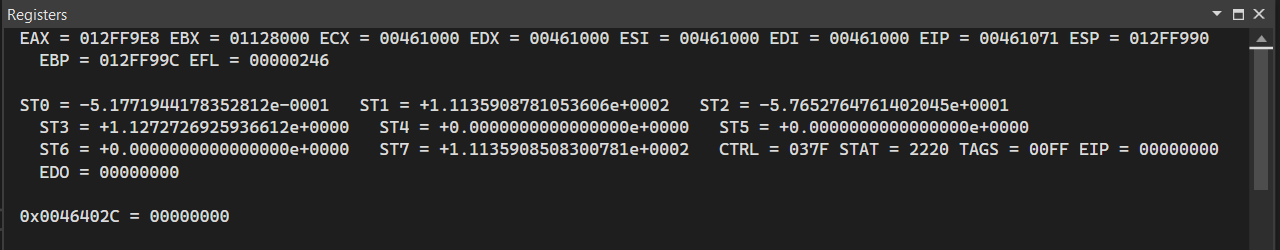 Registers
EAX = 012FF9E8 EBX = 01128000 ECX = 00461000 EDX = 00461000 ESI = 00461000 EDI = 00461000 EIP = 00461071 ESP = 012FF990
EBP = 012FF99C EFL = 00000246
ST0 = -5.1771944178352812e-0001 ST1 = +1.1135908781053606e+0002 ST2 = -5.7652764761402045e+0001
ST3 = +1.1272726925936612e+0000 ST4 = +0.0000000000000000e+0000 ST5 = +0.0000000000000000e+0000
ST6 = +0.0000000000000000e+0000 ST7 = +1.1135908508300781e+0002 CTRL = 037F STAT = 2220 TAGS = 00FF EIP = 00000000
EDO = 00000000
0x0046402C = 00000000